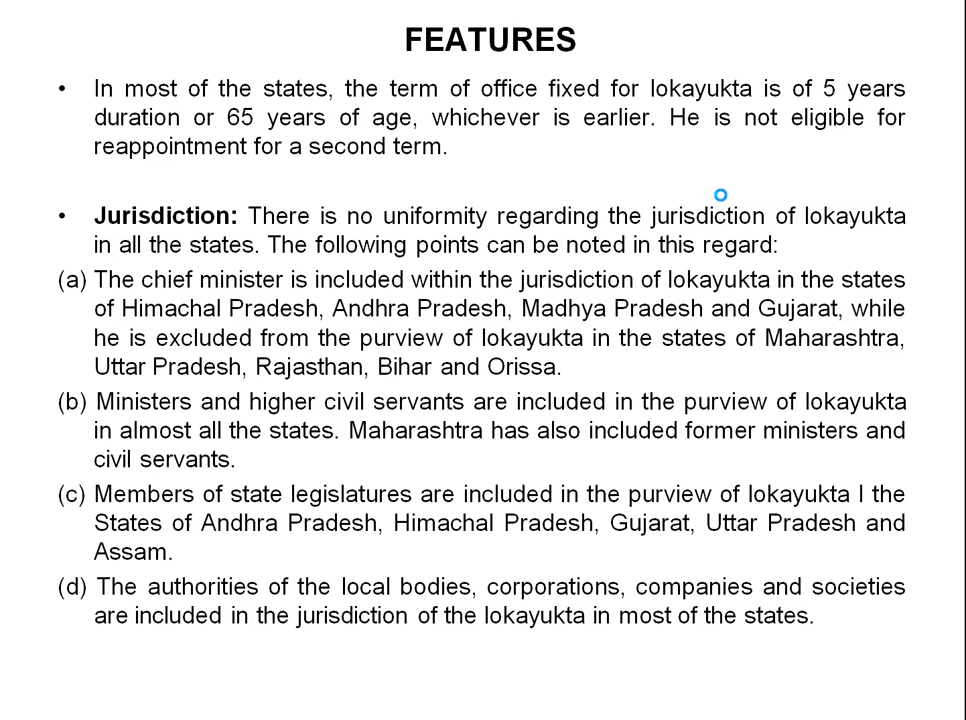 FEATURES
• In most of the states, the term of office fixed for lokayukta is of 5 years
duration or 65 years of age, whichever is earlier. He is not eligible for
reappointment for a second term.
• Jurisdiction: There is no uniformity regarding the jurisdiction of lokayukta
in all the states. The following points can be noted in this regard:
(a) The chief minister is included within the jurisdiction of lokayukta in the states
of Himachal Pradesh, Andhra Pradesh, Madhya Pradesh and Gujarat, while
he is excluded from the purview of lokayukta in the states of Maharashtra,
Uttar Pradesh, Rajasthan, Bihar and Orissa.
(b) Ministers and higher civil servants are included in the purview of lokayukta
in almost all the states. Maharashtra has also included former ministers and
civil servants.
(c) Members of state legislatures are included in the purview of lokayukta I the
States of Andhra Pradesh, Himachal Pradesh, Gujarat, Uttar Pradesh and
Assam.
(d) The authorities of the local bodies, corporations, companies and societies
are included in the jurisdiction of the lokayukta in most of the states.